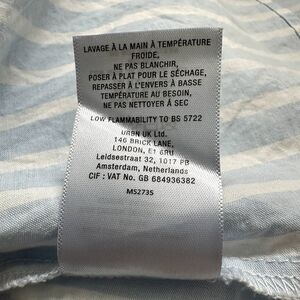 LAVAGE À LA MAIN À TEMPÉRATURE
FROIDE,
NE PAS BLANCHIR,
POSER À PLAT POUR LE SÉCHAGE,
REPASSER À L'ENVERS À BASSE
TEMPÉRATURE AU BESOIN,
NE PAS NETTOYER À SEC
LOW FLAMMABILITY TO BS 5722
URBN UK Ltd.
146 BRICK LANE,
LONDON, E1 6RU
Leidsestraat 32, 1017 PB
Amsterdam, Netherlands
CIF : VAT No. GB 684936382
MS2735